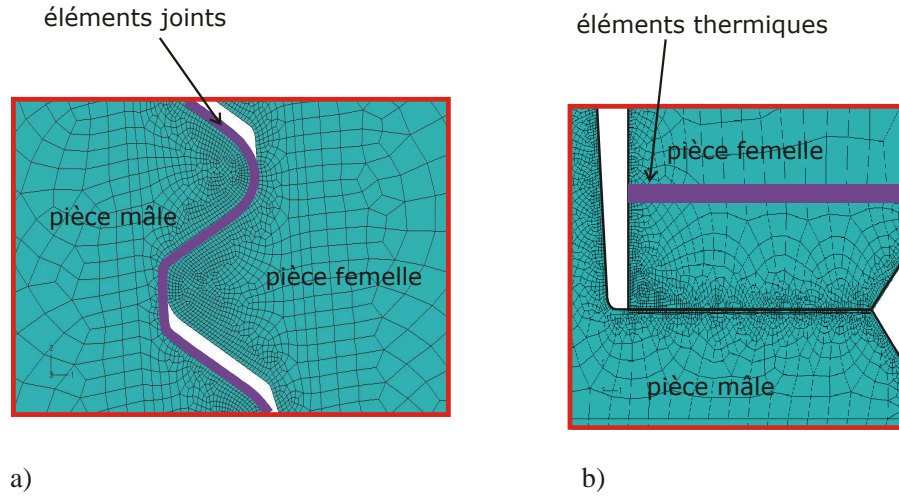 éléments joints
pièce mâle
pièce femelle
a)
éléments thermiques
pièce femelle
pièce mâle
b)